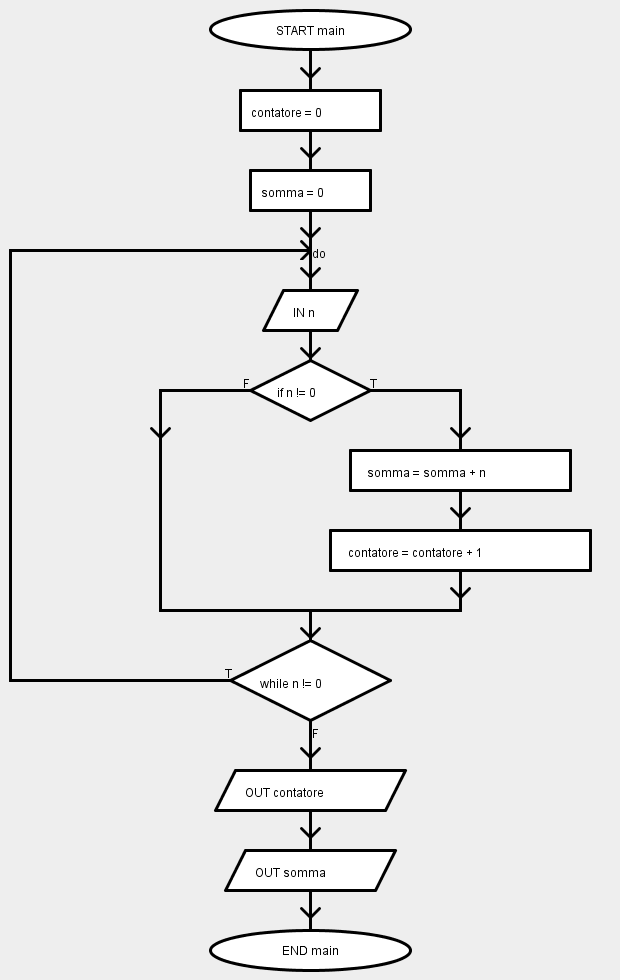 START main
contatore = 0
somma = 0
do
IN n
F
T
if n != 0
somma = somma + n
contatore = contatore + 1
T
while n != 0
F
OUT contatore
OUT somma
END main